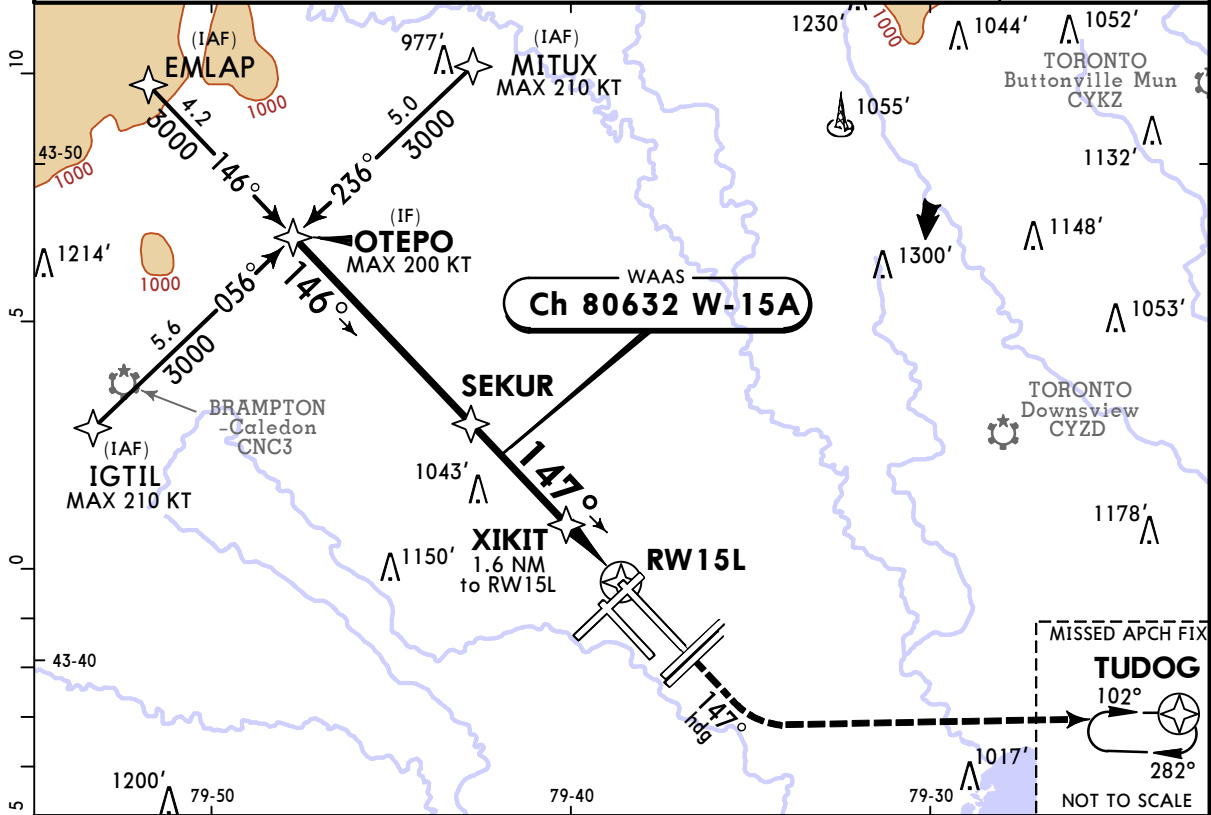 1230'
1000
1044'
1052'
(IAF)
EMLAP
977'
(IAF)
MITUX
MAX 210 KT
TORONTO
Buttonville Mun
CYKZ
10
1000
4.2
3000
5.0
3000
1055'
1132'
43-50
1000
146°
236°
(IF)
OTEPO
MAX 200 KT
1214'
1000
056°
146°
1300'
1148'
WAAS
Ch 80632 W-15A
5
5.6
3000
1053'
SEKUR
BRAMPTON
-Caledon
CNC3
TORONTO
Downsview
CYZD
(IAF)
IGTIL
MAX 210 KT
1043'
147°
1178'
XIKIT
1.6 NM
to RW15L
1150'
RW15L
0
43-40
MISSED APCH FIX
TUDOG
102°
282°
NOT TO SCALE
147°
hdg
1017'
1200'
5
79-50
79-40
79-30